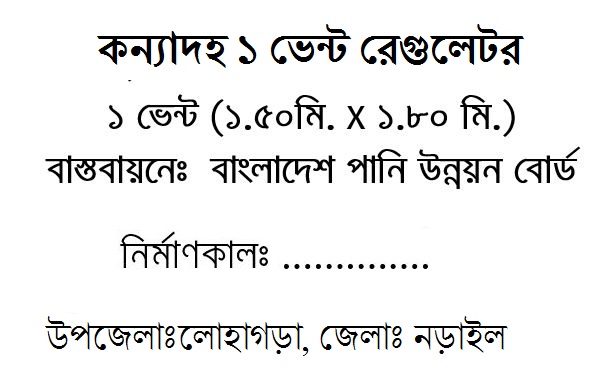 কন্যাদহ ১ ভেন্ট রেগুলেটর
১ ভেন্ট (১.৫০মি. X ১.৮০ মি.)
বাস্তবায়নেঃ বাংলাদেশ পানি উন্নয়ন বোর্ড
নির্মাণকালঃ ..............
উপজেলাঃলোহাগড়া, জেলাঃ নড়াইল